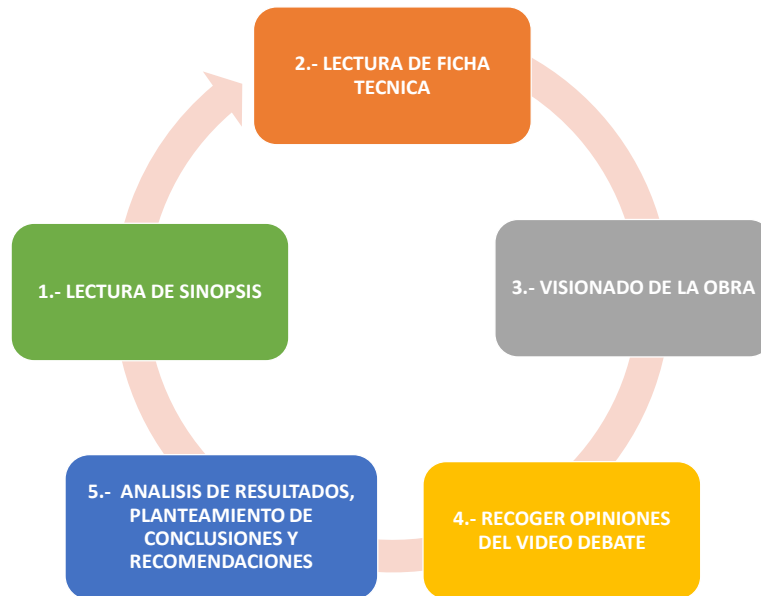 2.- LECTURA DE FICHA
TECNICA
1.- LECTURA DE SINOPSIS
3.- VISIONADO DE LA OBRA
5.- ANALISIS DE RESULTADOS,
PLANTEAMIENTO DE
CONCLUSIONES Y
RECOMENDACIONES
4.- RECOGER OPINIONES
DEL VIDEO DEBATE